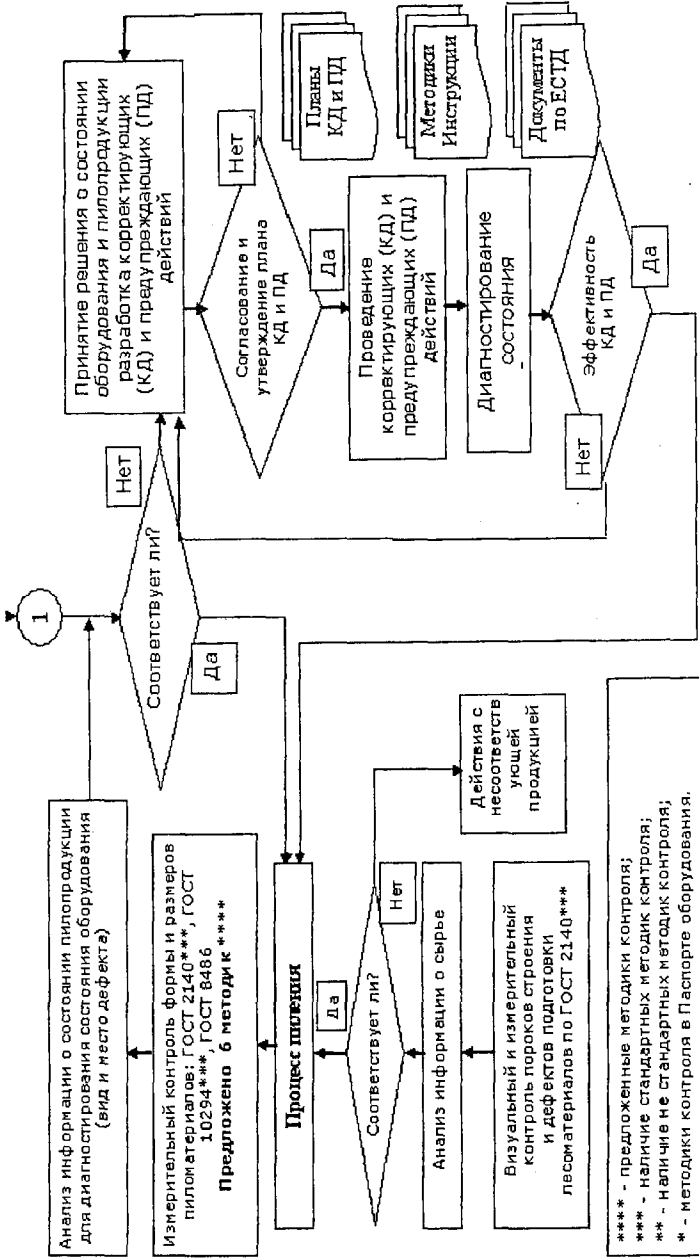 1
Анализ информации о состоянии пилопродукции
для диагностирования состояния оборудования
(вид и место дефекта)
Соответствует ли?
Нет
Да
Принятие решения о состоянии
оборудования и пилопродукции
разработка корректирующих
(КД) и предупреждающих (ПД)
действий
Измерительный контроль формы и размеров
пиломатериалов: ГОСТ 2140***, ГОСТ
10294***, ГОСТ 8486
Предложено 6 методик****
Согласование и
утверждение плана
КД и ПД
Нет
Да
Планы
КД и ПД
Процесс пиления
Проведение
корректирующих (КД) и
предупреждающих (ПД)
действий
Методики
Инструкции
Да
Соответствует ли?
Нет
Действия с
несоответств
ующей
продукцией
Диагностирование
состояния
Документы
по ЕСТД
Анализ информации о сырье
Эффективность
КД и ПД
Нет
Да
Визуальный и измерительный
контроль пороков строения
и дефектов подготовки
лесоматериалов по ГОСТ 2140***
**** - предложенные методики контроля;
*** - наличие стандартных методик контроля;
** - наличие не стандартных методик контроля;
* - методики контроля в Паспорте оборудования.